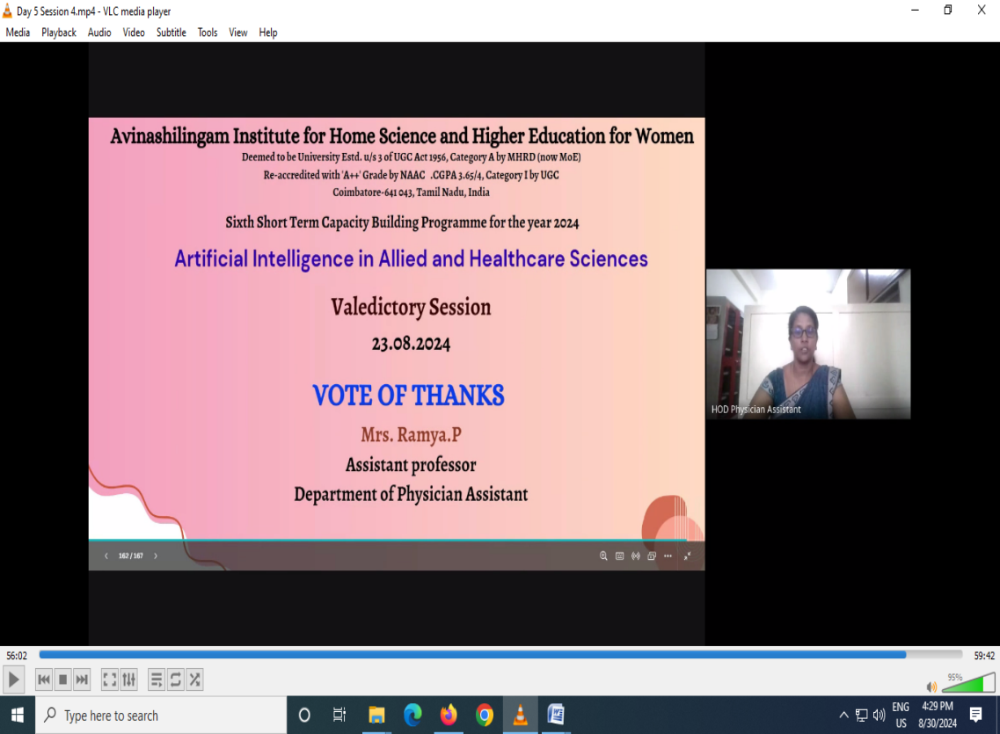 Day 5 Session 4.mp4 - VLC media player
Media Playback Audio Video Subtitle Tools View Help
Avinashilingam Institute for Home Science and Higher Education for Women
Deemed to be University Estd. u/s 3 of UGC Act 1956, Category A by MHRD (now MoE)
Re-accredited with 'A++' Grade by NAAC .CGPA 3.65/4, Category I by UGC
Coimbatore-641 043, Tamil Nadu, India
Sixth Short Term Capacity Building Programme for the year 2024
Artificial Intelligence in Allied and Healthcare Sciences
Valedictory Session
23.08.2024
VOTE OF THANKS
Mrs. Ramya.P
Assistant professor
Department of Physician Assistant
HOD Physician Assistant
162 / 167
56:02
59:42
95%
Type here to search
ENG
US
4:29 PM
8/30/2024